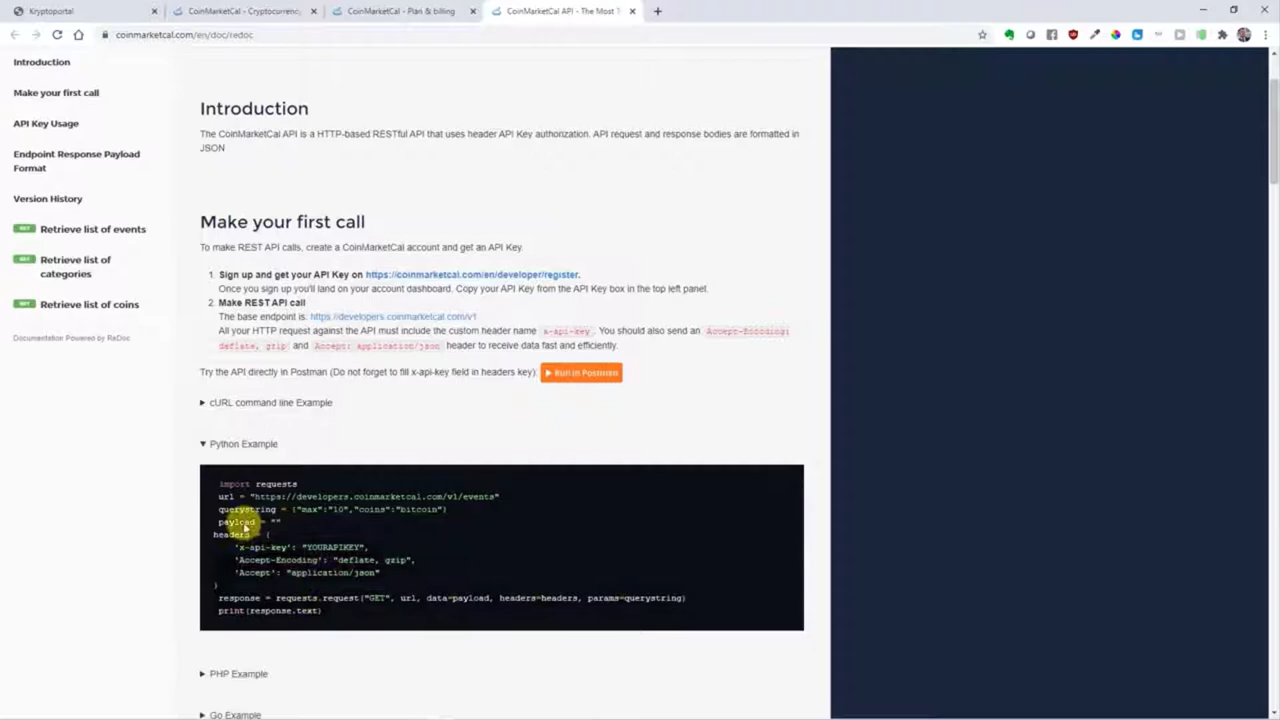 Kryptoportal
CoinMarketCal - Cryptocurrenc
CoinMarketCal - Plan & billing
CoinMarketCal API - The Most T
coinmarketcal.com/en/doc/redoc
Introduction
Make your first call
API Key Usage
Endpoint Response Payload
Format
Version History
GET Retrieve list of events
GET Retrieve list of
categories
GET Retrieve list of coins
Documentation Powered by ReDoc
Introduction
The CoinMarketCal API is a HTTP-based RESTful API that uses header API Key authorization. API request and response bodies are formatted in
JSON
Make your first call
To make REST API calls, create a CoinMarketCal account and get an API Key.
1. Sign up and get your API Key on https://coinmarketcal.com/en/developer/register.
Once you sign up you'll land on your account dashboard. Copy your API Key from the API Key box in the top left panel.
2. Make REST API call
The base endpoint is: https://developers.coinmarketcal.com/v1
All your HTTP request against the API must include the custom header name x-api-key. You should also send an Accept-Encoding:
deflate, gzip and Accept: application/json header to receive data fast and efficiently.
Try the API directly in Postman (Do not forget to fill x-api-key field in headers key). Run in Postman
cURL command line Example
Python Example
import requests
url = "https://developers.coinmarketcal.com/v1/events"
querystring = {"max":"10","coins":"bitcoin"}
payload = ""
headers = {
'x-api-key': "YOURAPIKEY",
'Accept-Encoding': "deflate, gzip",
'Accept': "application/json"
}
response = requests.request("GET", url, data=payload, headers=headers, params=querystring)
print(response.text)
PHP Example
Go Example